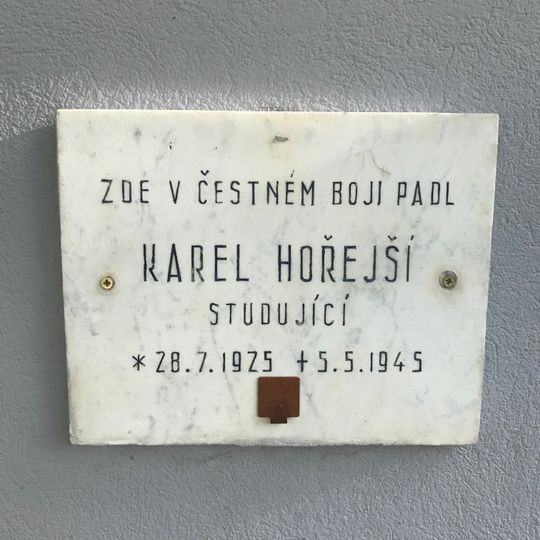 ZDE V ČESTNÉM BOJI PADL
KAREL HOŘEJŠÍ
STUDUJÍCÍ
* 28.7.1925 † 5.5.1945